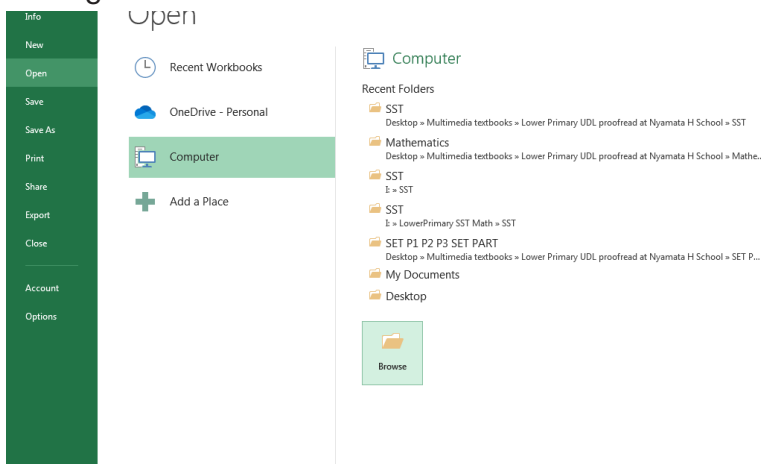 Open
Info
New
Open
Save
Save As
Print
Share
Export
Close
Account
Options
Recent Workbooks
OneDrive - Personal
Computer
Add a Place
Computer
Recent Folders
SST
Desktop » Multimedia textbooks » Lower Primary UDL proofread at Nyamata H School » SST
Mathematics
Desktop » Multimedia textbooks » Lower Primary UDL proofread at Nyamata H School » Mathe..
SST
I: » SST
SST
I: » LowerPrimary SST Math » SST
SET P1 P2 P3 SET PART
Desktop » Multimedia textbooks » Lower Primary UDL proofread at Nyamata H School » SET P...
My Documents
Desktop
Browse